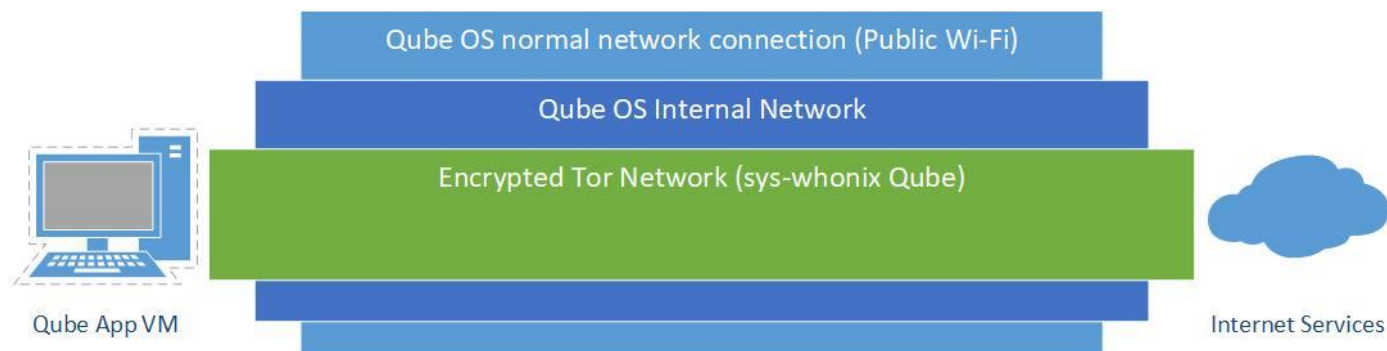 Qube OS normal network connection (Public Wi-Fi)
Qube OS Internal Network
Encrypted Tor Network (sys-whonix Qube)
Qube App VM
Internet Services